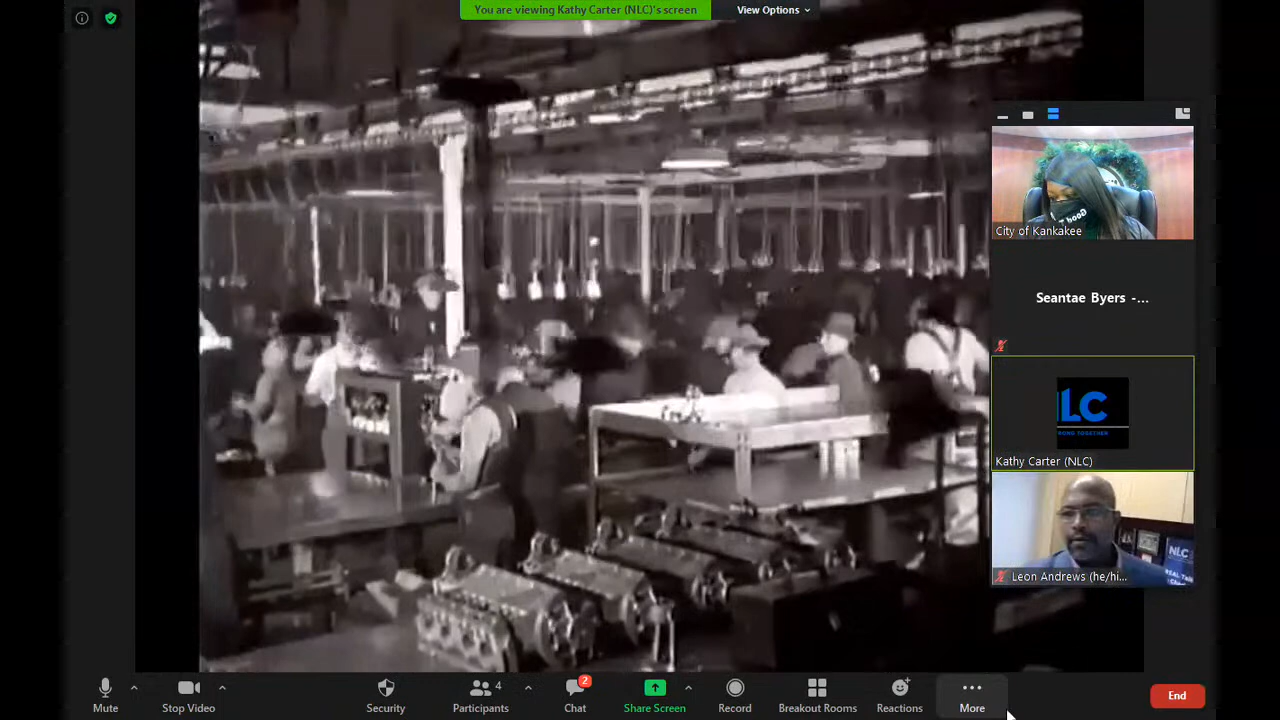 You are viewing Kathy Carter (NLC)'s screen
View Options
Good
City of Kankakee
Seantae Byers -...
LC
Kathy Carter (NLC)
NLC
Leon Andrews (he/hi...
4
2
Mute
Stop Video
Security
Participants
Chat
Share Screen
Record
Breakout Rooms
Reactions
More
End